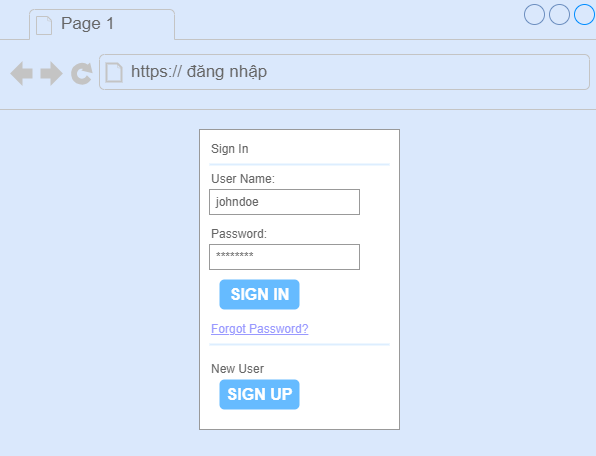 Page 1
https:// đăng nhập
Sign In
User Name:
johndoe
Password:
********
SIGN IN
Forgot Password?
New User
SIGN UP